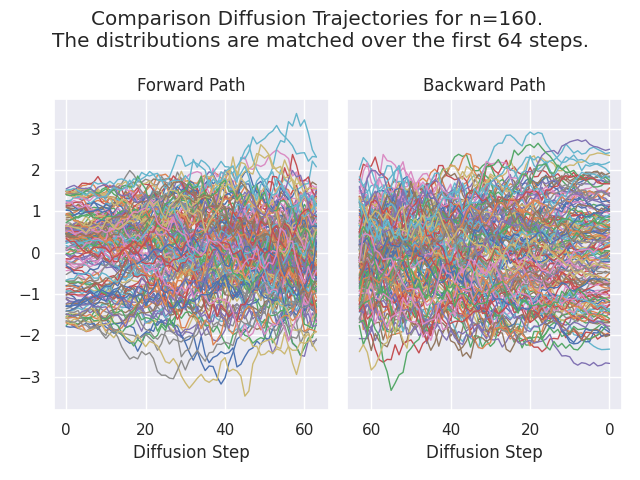 Comparison Diffusion Trajectories for n=160.
The distributions are matched over the first 64 steps.
Forward Path
Backward Path
3
2
1
0
−1
−2
−3
0 20 40 60
60 40 20 0
Diffusion Step
Diffusion Step